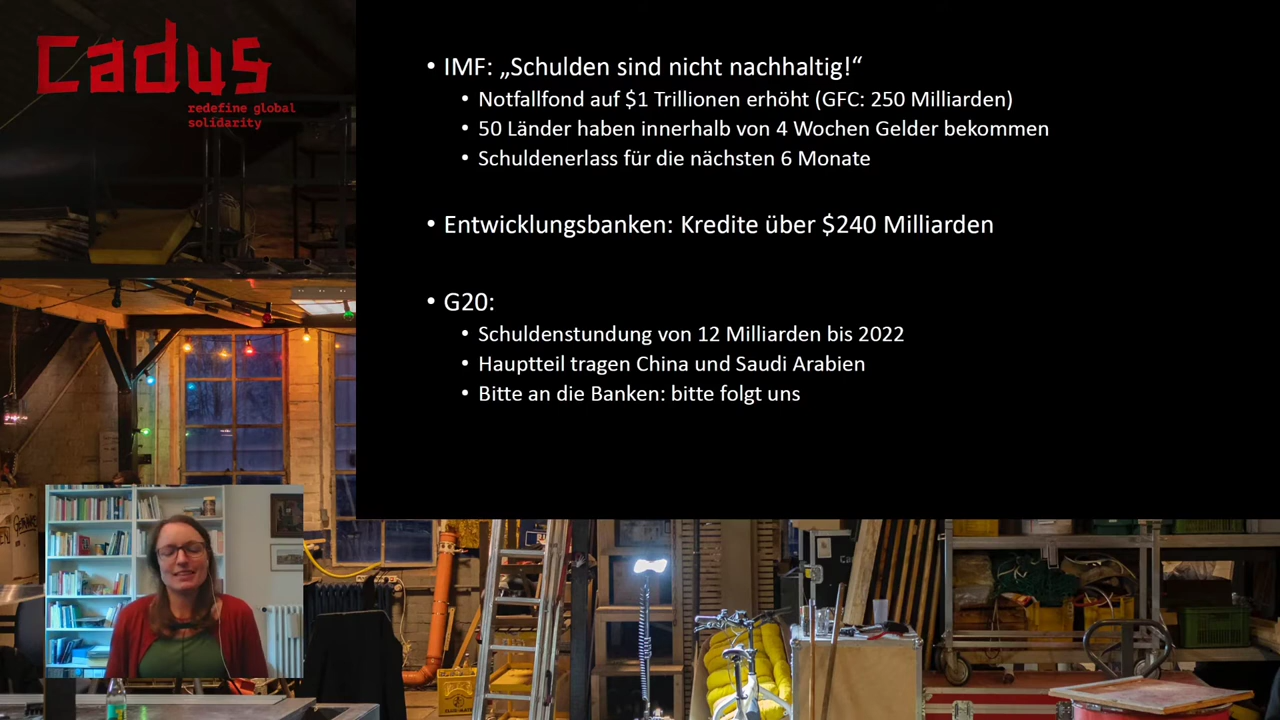 cadus
redefine global
solidarity
• IMF: „Schulden sind nicht nachhaltig!“
• Notfallfond auf $1 Trillionen erhöht (GFC: 250 Milliarden)
• 50 Länder haben innerhalb von 4 Wochen Gelder bekommen
• Schuldenerlass für die nächsten 6 Monate
• Entwicklungsbanken: Kredite über $240 Milliarden
• G20:
• Schuldenstundung von 12 Milliarden bis 2022
• Hauptteil tragen China und Saudi Arabien
• Bitte an die Banken: bitte folgt uns